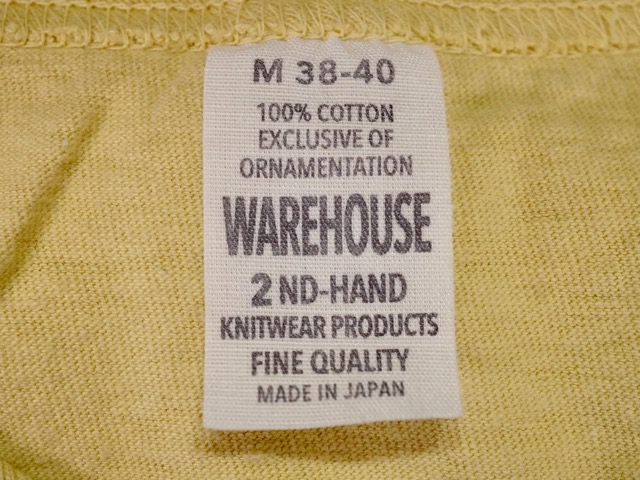 M 38-40
100% COTTON
EXCLUSIVE OF
ORNAMENTATION
WAREHOUSE
2 ND-HAND
KNITWEAR PRODUCTS
FINE QUALITY
MADE IN JAPAN